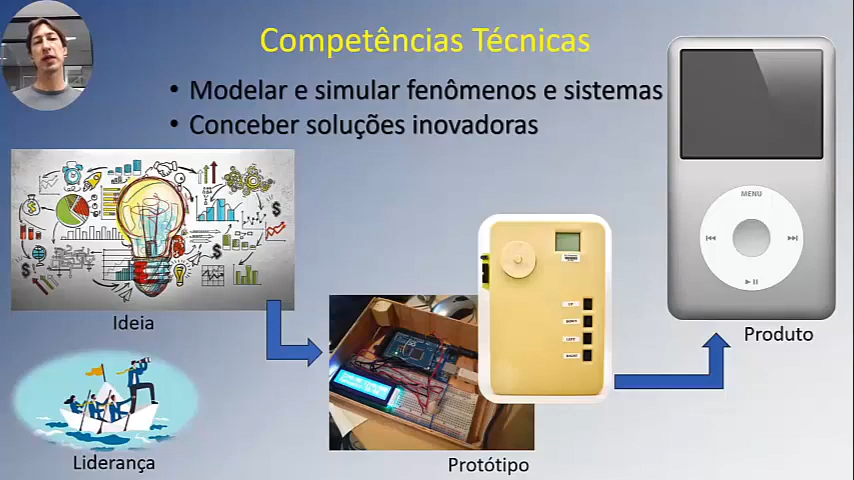 Competências Técnicas
• Modelar e simular fenômenos e sistemas
• Conceber soluções inovadoras
MENU
$
$
$
$
Ideia
Produto
Liderança
Protótipo